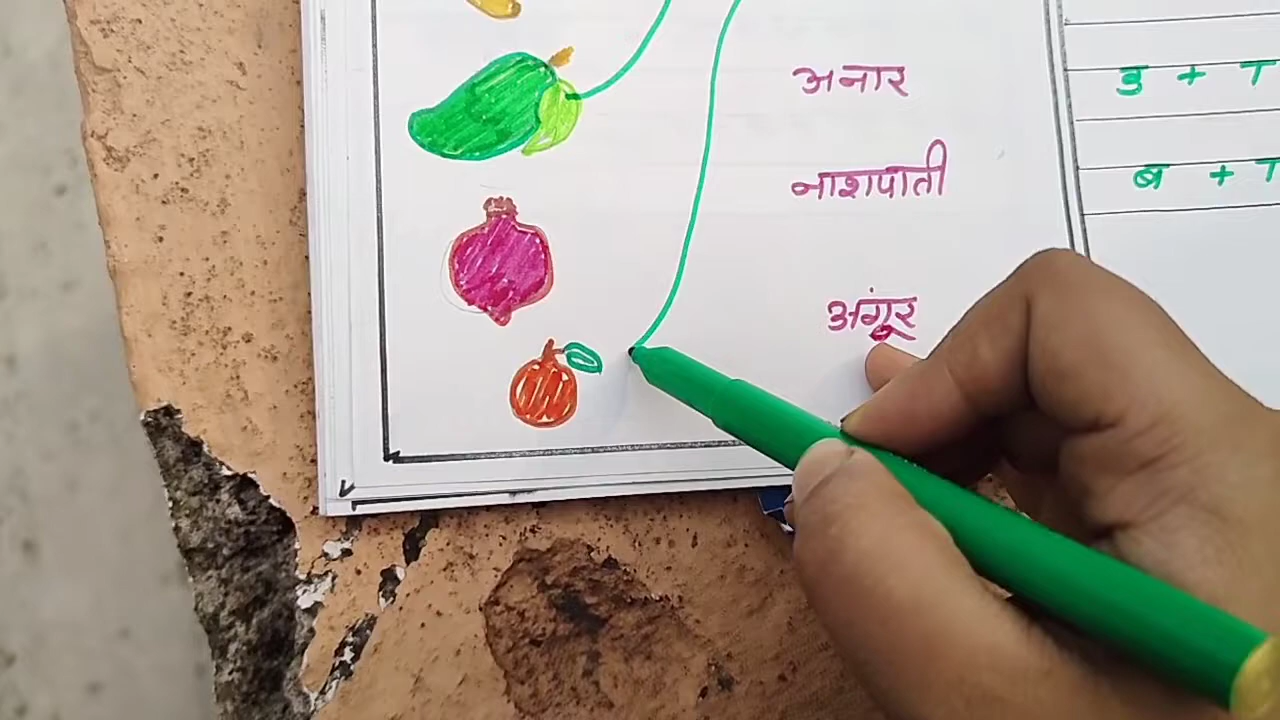 अनार
नाशपाती
अंगूर
इ + T
ब + T